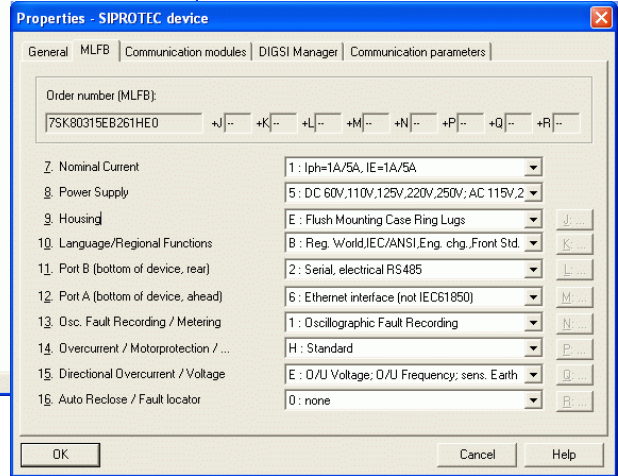 Properties - SIPROTEC device
General MLFB Communication modules DIGSI Manager Communication parameters
Order number (MLFB):
7SK80315EB261HE0 +J -- +K -- +L -- +M -- +N -- +P -- +Q -- +R --
7. Nominal Current 1 : Iph=1A/5A, IE=1A/5A
8. Power Supply 5 : DC 60V,110V,125V,220V,250V; AC 115V,2
9. Housing E : Flush Mounting Case Ring Lugs J: ...
10. Language/Regional Functions B : Reg. World,IEC/ANSI,Eng. chg.,Front Std. K: ...
11. Port B (bottom of device, rear) 2 : Serial, electrical RS485 L: ...
12. Port A (bottom of device, ahead) 6 : Ethernet interface (not IEC61850) M: ...
13. Osc. Fault Recording / Metering 1 : Oscillographic Fault Recording N: ...
14. Overcurrent / Motorprotection / ... H : Standard P: ...
15. Directional Overcurrent / Voltage E : O/U Voltage; O/U Frequency; sens. Earth Q: ...
16. Auto Reclose / Fault locator 0 : none R: ...
OK Cancel Help